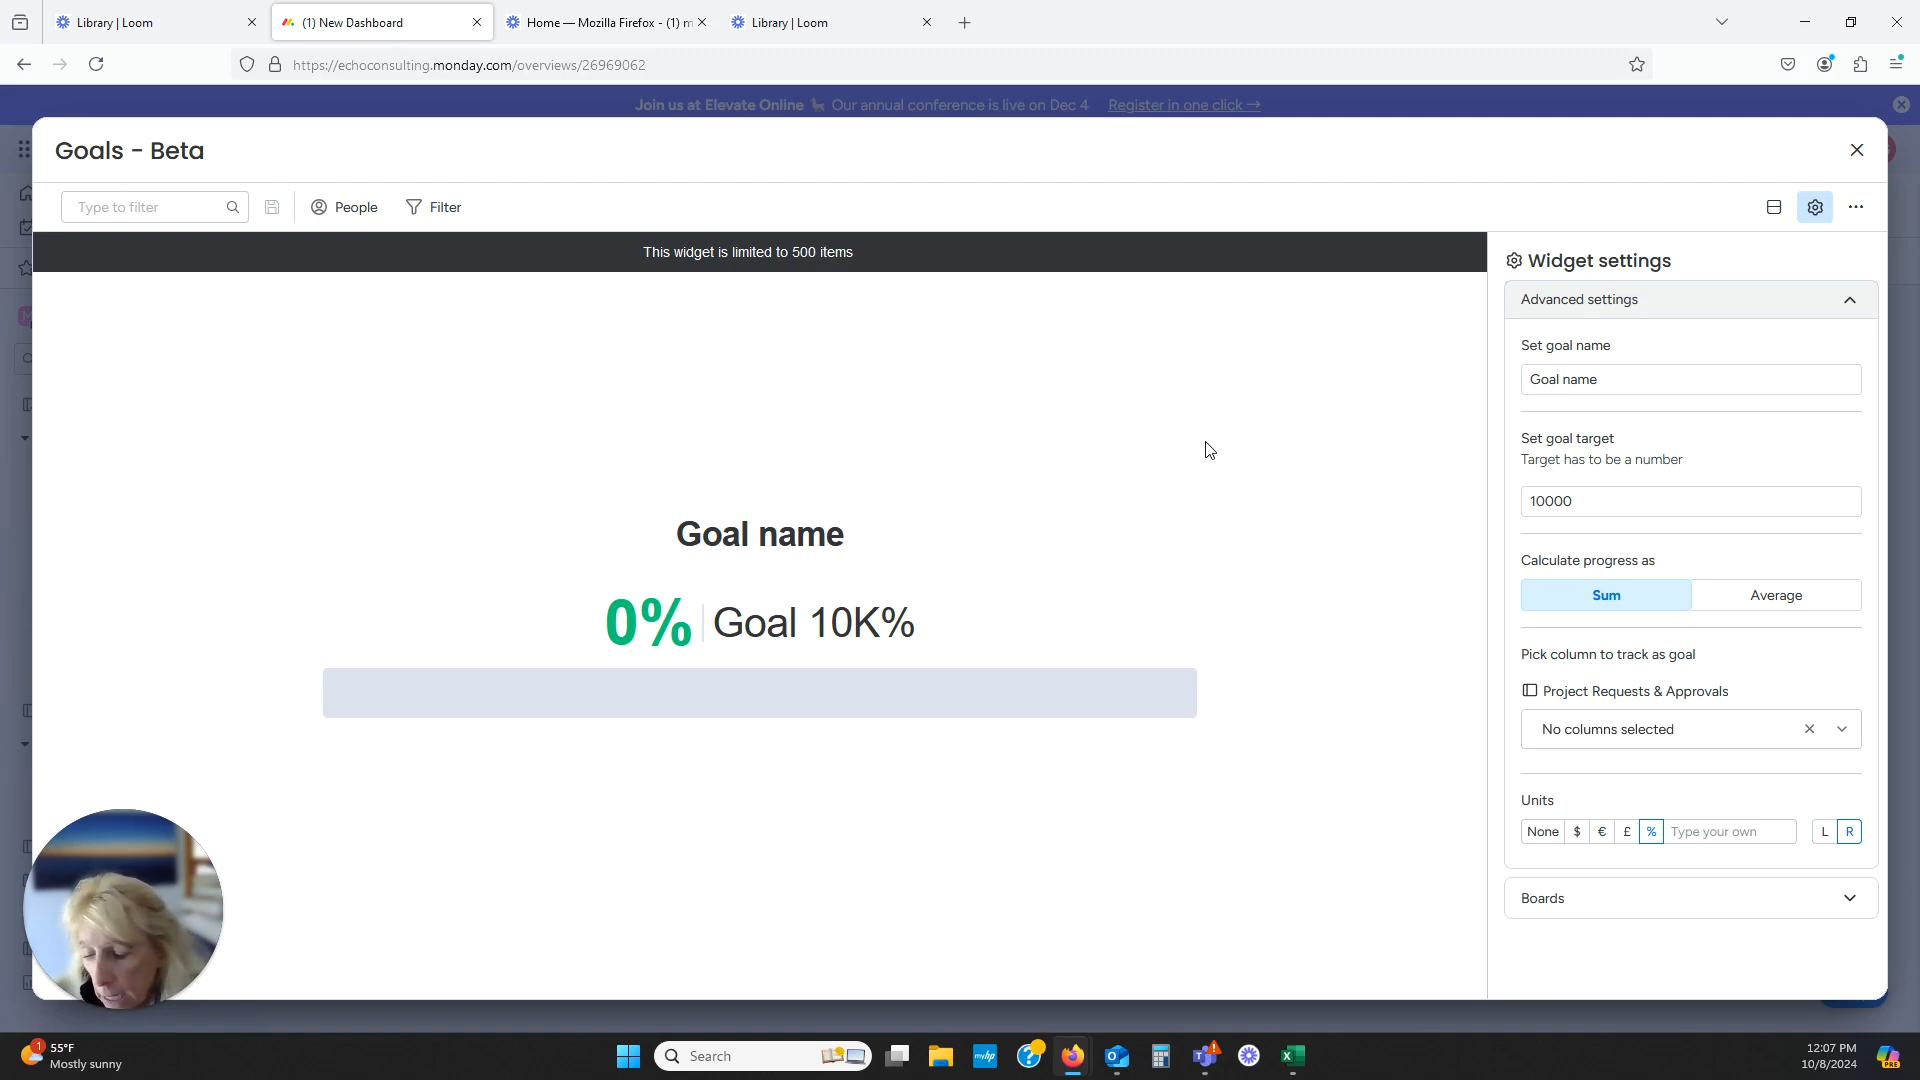 Library | Loom
(1) New Dashboard
Home — Mozilla Firefox - (1) m
Library | Loom
https://echoconsulting.monday.com/overviews/26969062
Join us at Elevate Online 🦙 Our annual conference is live on Dec 4 Register in one click →
Goals - Beta
Type to filter
People
Filter
This widget is limited to 500 items
Goal name
0%
Goal 10K%
Widget settings
Advanced settings
Set goal name
Goal name
Set goal target
Target has to be a number
10000
Calculate progress as
Sum
Average
Pick column to track as goal
Project Requests & Approvals
No columns selected
Units
None $ € £ % Type your own L R
Boards
1
55°F
Mostly sunny
Search
myhp
12:07 PM
10/8/2024
PRE